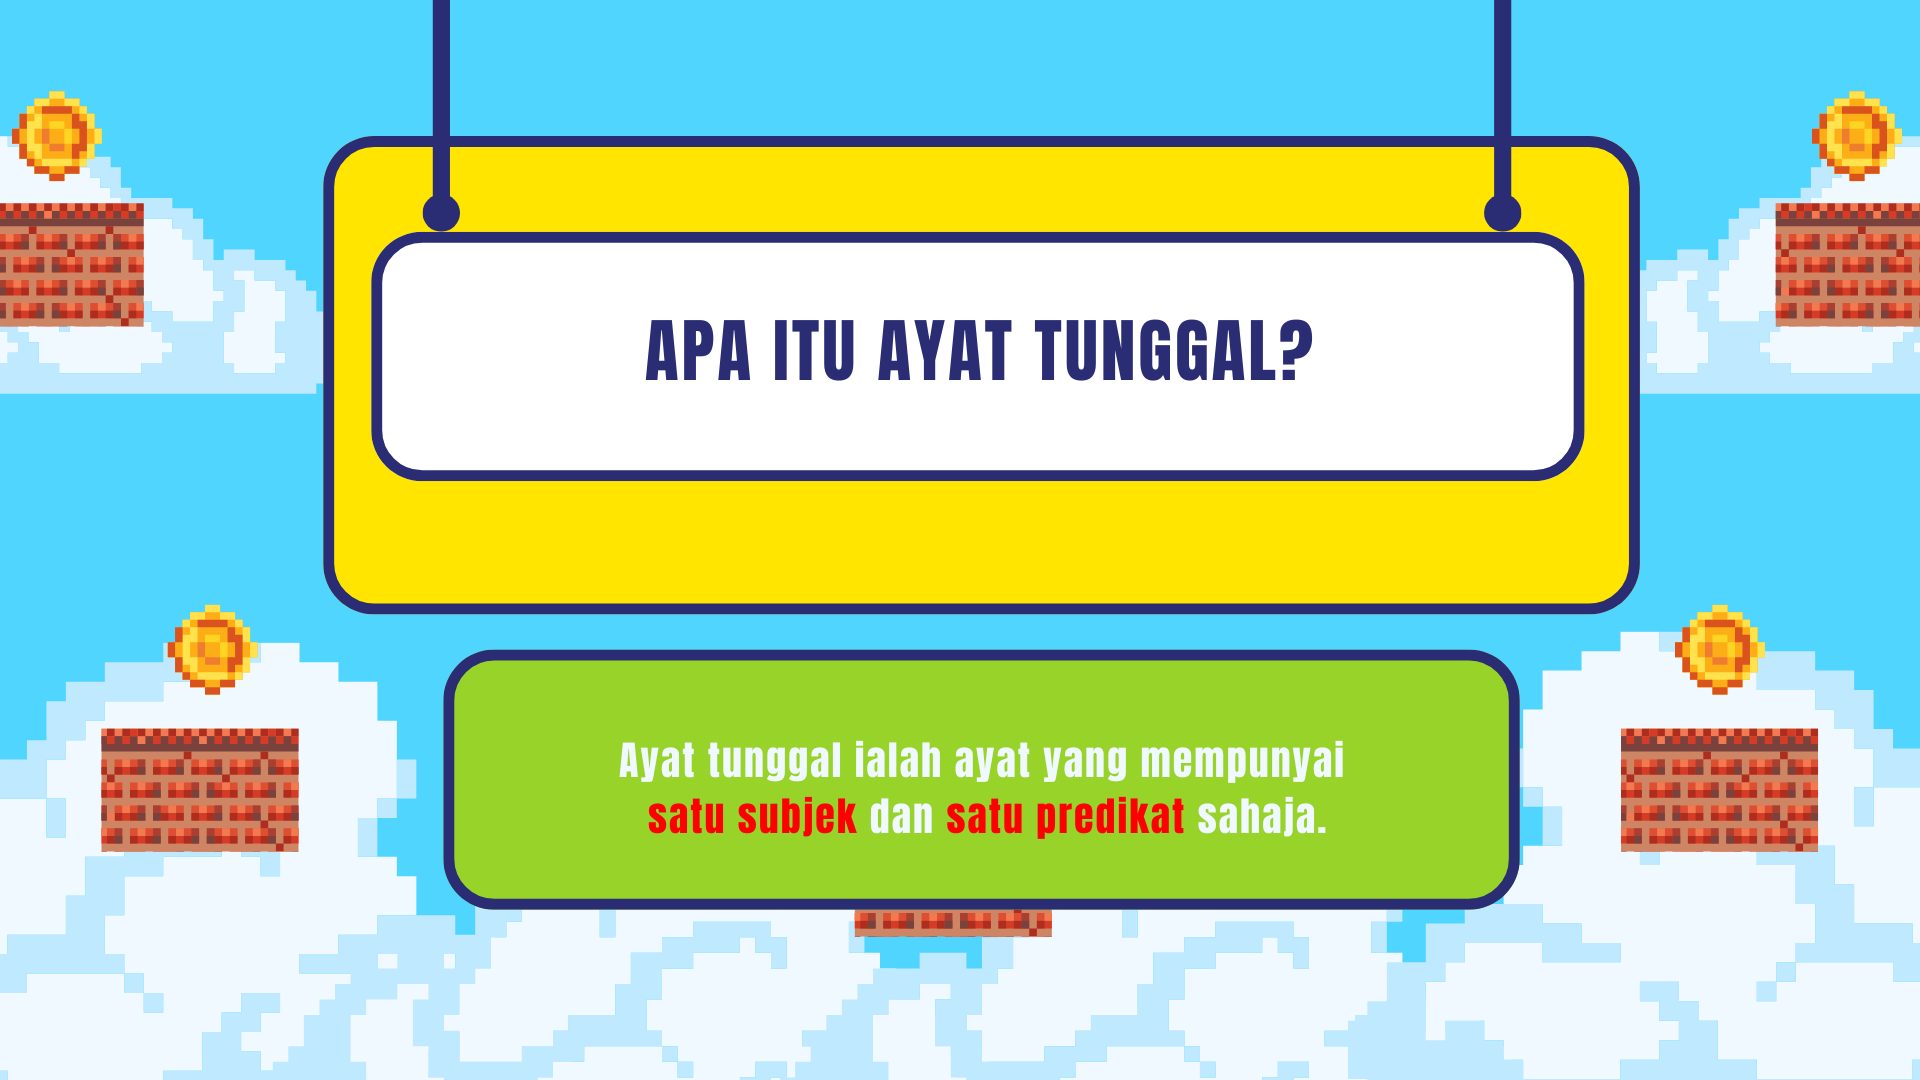 APA ITU AYAT TUNGGAL?
Ayat tunggal ialah ayat yang mempunyai
satu subjek dan satu predikat sahaja.